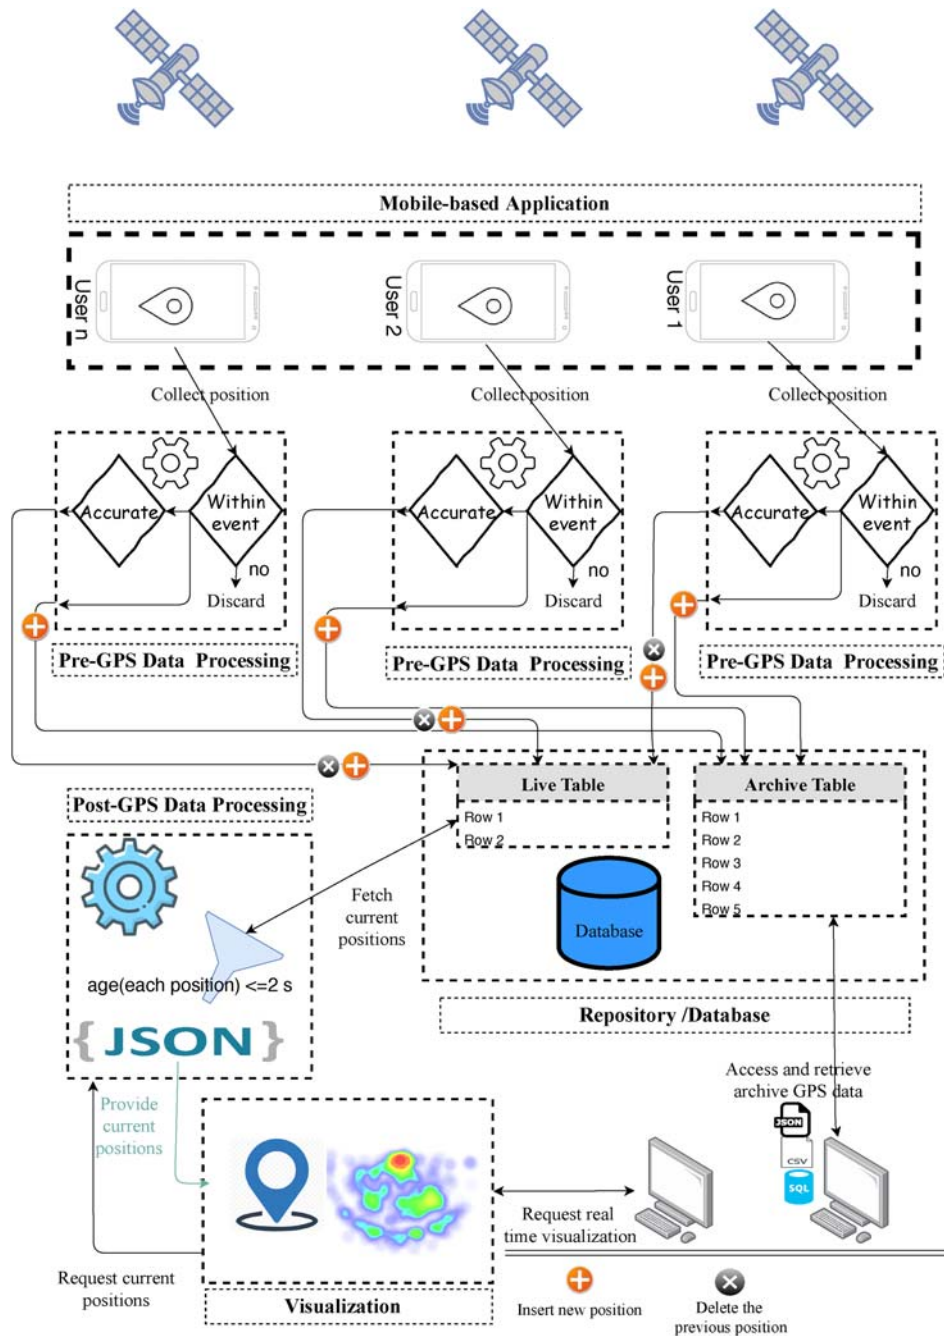 Mobile-based Application
User n
User 2
User 1
Collect position
Collect position
Collect position
Accurate
Within
event
no
Discard
Accurate
Within
event
no
Discard
Accurate
Within
event
no
Discard
Pre-GPS Data Processing
Pre-GPS Data Processing
Pre-GPS Data Processing
Post-GPS Data Processing
Live Table
Row 1
Row 2
Archive Table
Row 1
Row 2
Row 3
Row 4
Row 5
Database
Fetch
current
positions
age(each position) <=2 s
{JSON}
Repository /Database
Provide
current
positions
Access and retrieve
archive GPS data
JSON
CSV
SQL
Request real
time visualization
Request current
positions
Visualization
Insert new position
Delete the
previous position